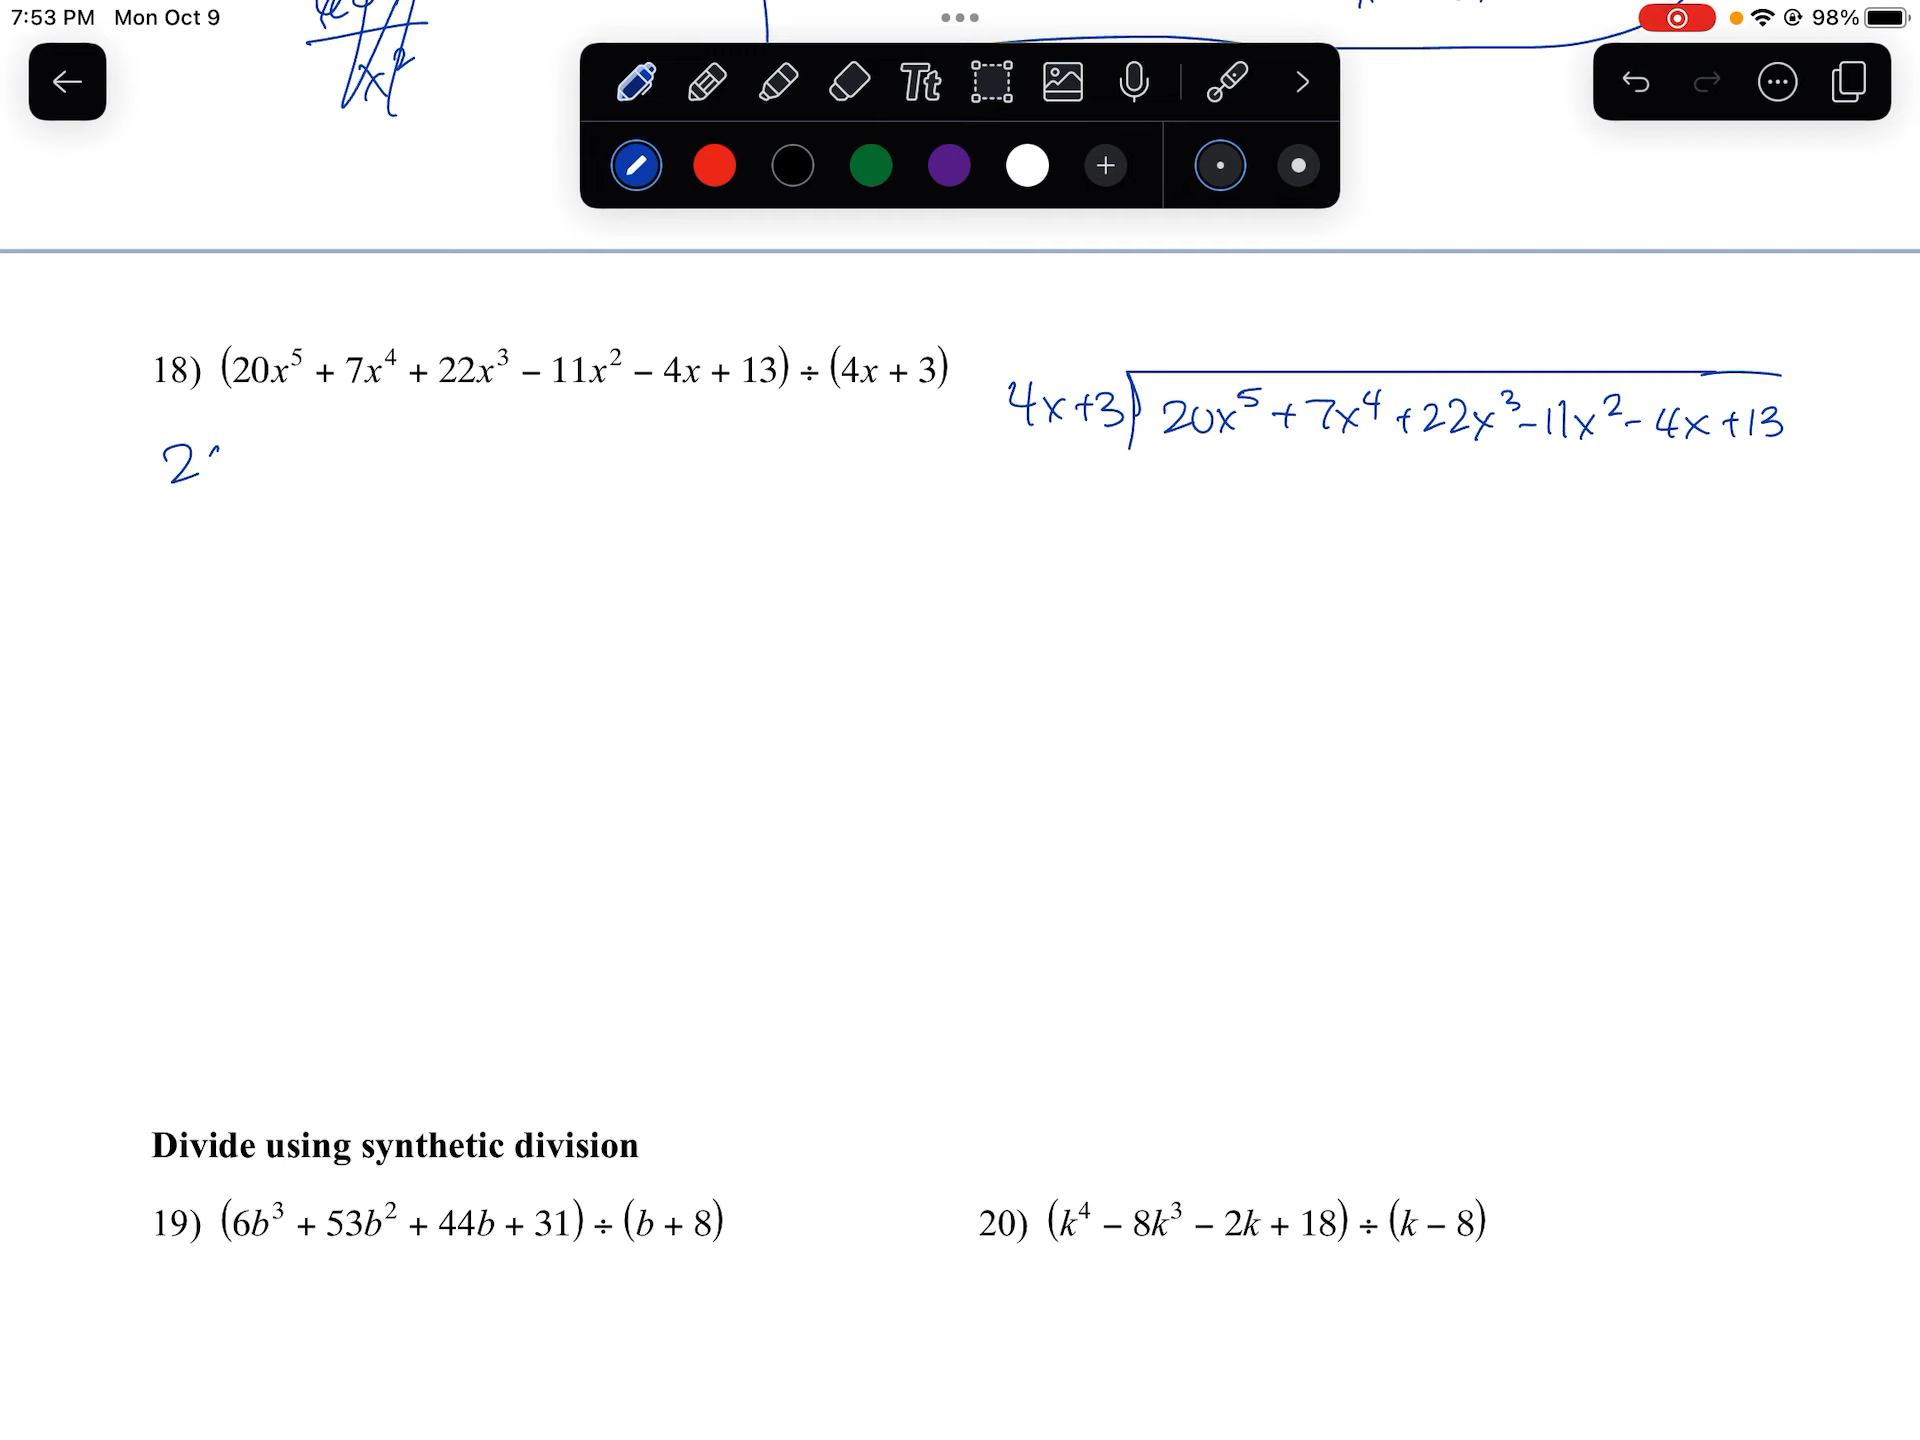 7:53 PM Mon Oct 9
98%
Tt
18) (20x⁵ + 7x⁴ + 22x³ − 11x² − 4x + 13) ÷ (4x + 3)
4x+3) 20x⁵ + 7x⁴ + 22x³ - 11x² - 4x + 13
2
Divide using synthetic division
19) (6b³ + 53b² + 44b + 31) ÷ (b + 8)
20) (k⁴ − 8k³ − 2k + 18) ÷ (k − 8)